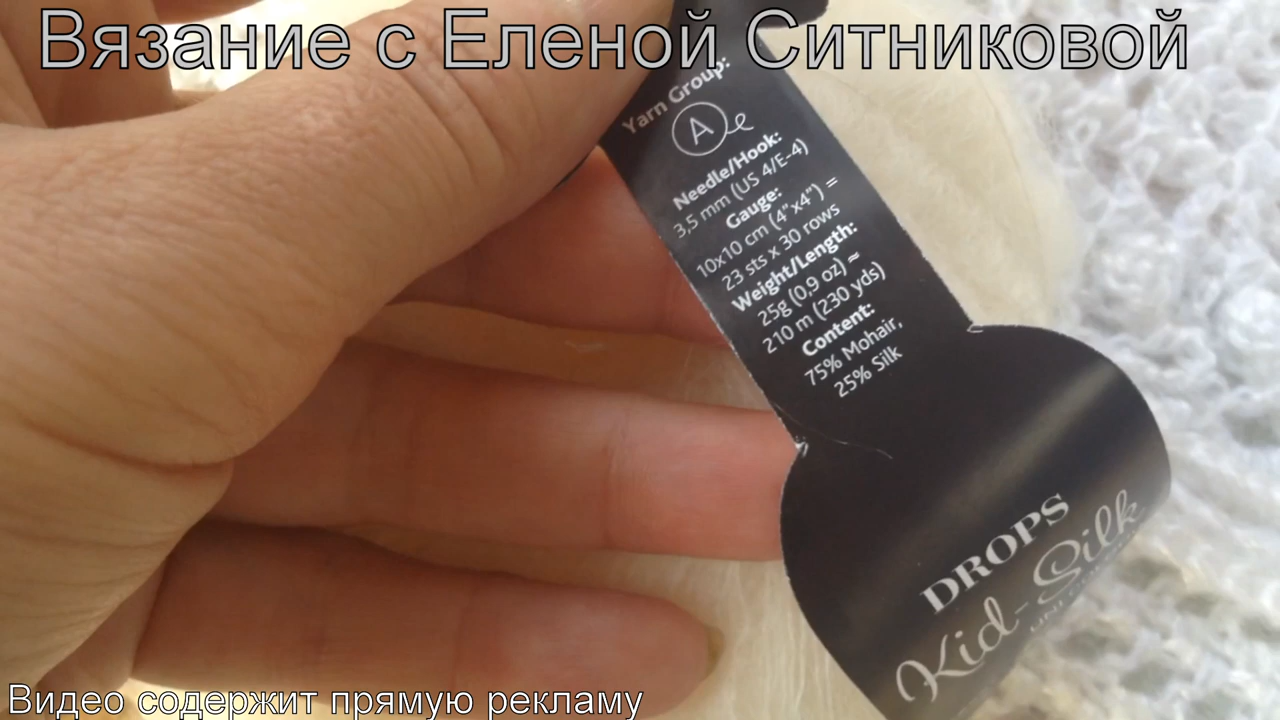 Вязание с Еленой Ситниковой
Yarn Group:
A
Needle/Hook:
3,5 mm (US 4/E-4)
Gauge:
10x10 cm (4"x4") =
23 sts x 30 rows
Weight/Length:
25g (0,9 oz) ≈
210 m (230 yds)
Content:
75% Mohair,
25% Silk
DROPS
Kid-Silk
Видео содержит прямую рекламу